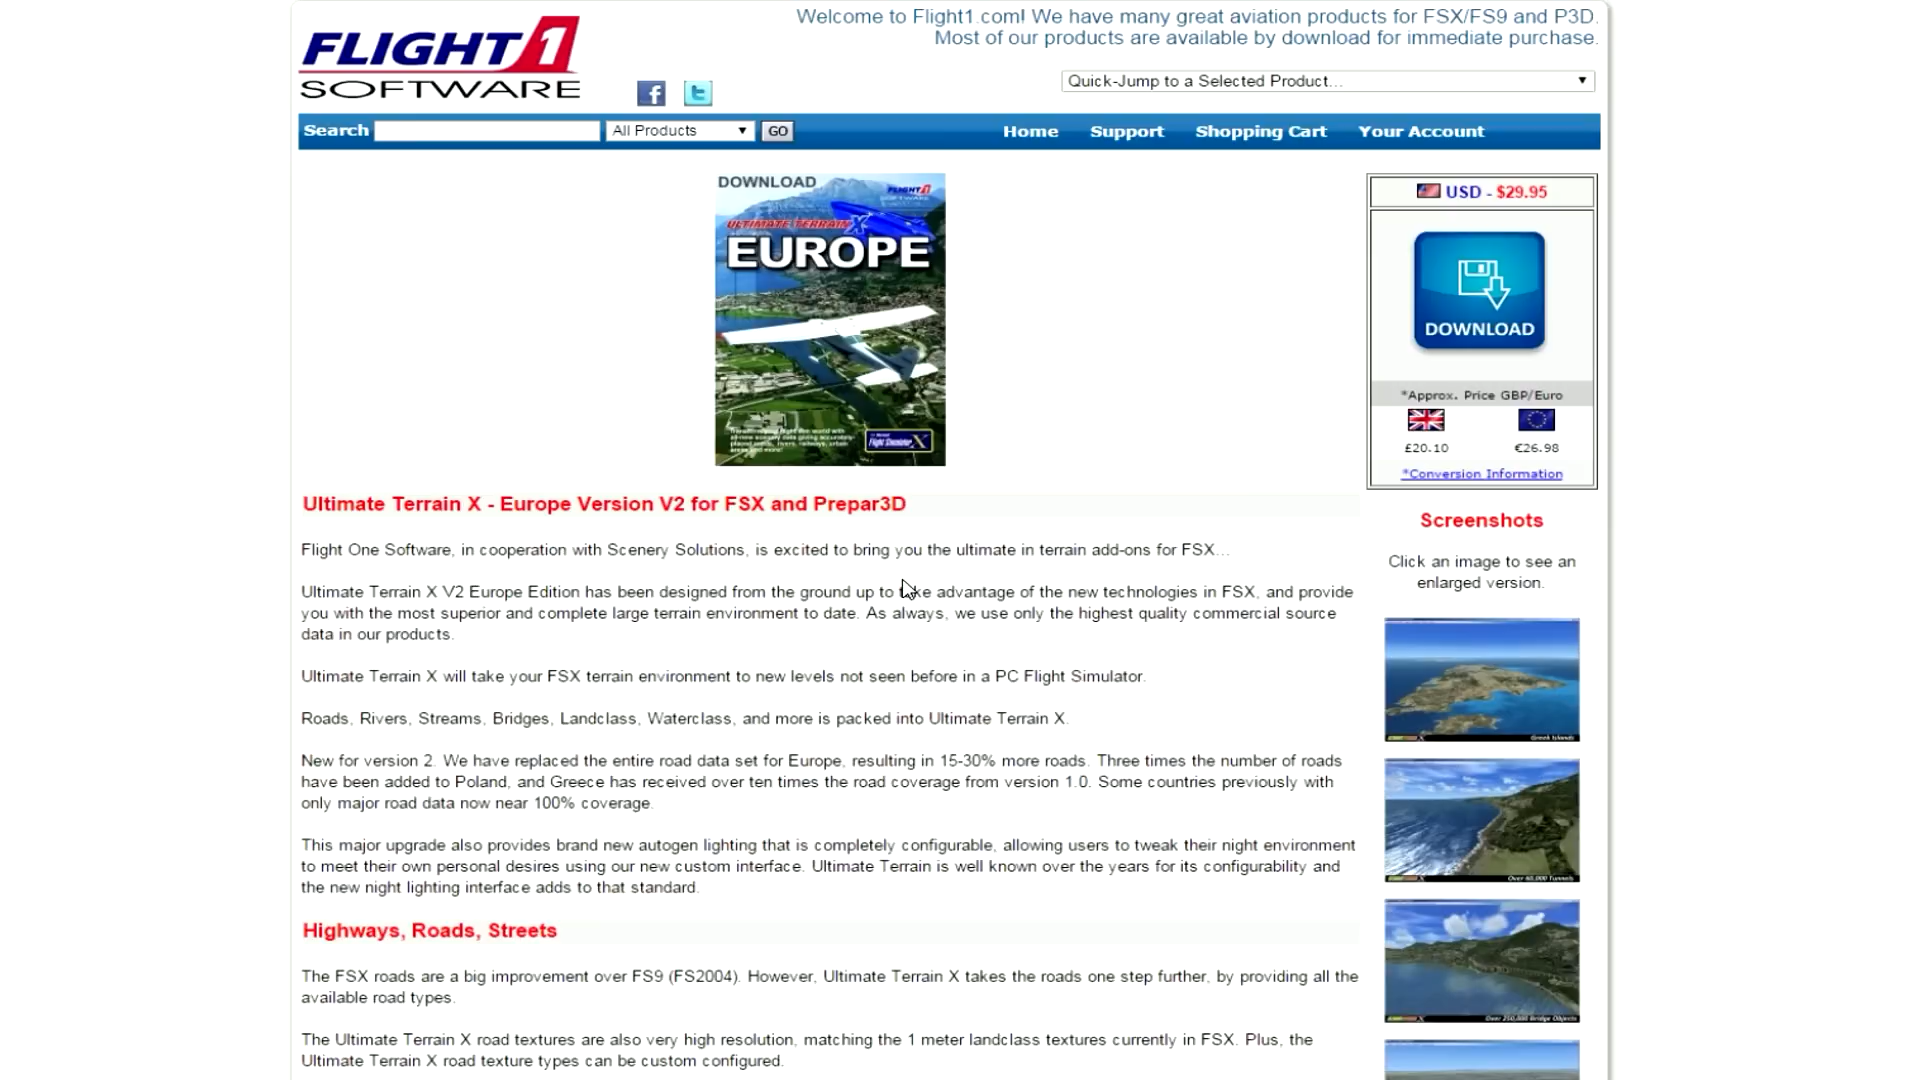 FLIGHT1
SOFTWARE
Welcome to Flight1.com! We have many great aviation products for FSX/FS9 and P3D.
Most of our products are available by download for immediate purchase.
Quick-Jump to a Selected Product...
Search
All Products
GO
Home
Support
Shopping Cart
Your Account
DOWNLOAD
FLIGHT1
ULTIMATE TERRAIN X
EUROPE
Flight Simulator X
USD - $29.95
DOWNLOAD
*Approx. Price GBP/Euro
£20.10
€26.98
*Conversion Information
Ultimate Terrain X - Europe Version V2 for FSX and Prepar3D
Flight One Software, in cooperation with Scenery Solutions, is excited to bring you the ultimate in terrain add-ons for FSX...
Ultimate Terrain X V2 Europe Edition has been designed from the ground up to take advantage of the new technologies in FSX, and provide
you with the most superior and complete large terrain environment to date. As always, we use only the highest quality commercial source
data in our products.
Ultimate Terrain X will take your FSX terrain environment to new levels not seen before in a PC Flight Simulator.
Roads, Rivers, Streams, Bridges, Landclass, Waterclass, and more is packed into Ultimate Terrain X.
New for version 2. We have replaced the entire road data set for Europe, resulting in 15-30% more roads. Three times the number of roads
have been added to Poland, and Greece has received over ten times the road coverage from version 1.0. Some countries previously with
only major road data now near 100% coverage.
This major upgrade also provides brand new autogen lighting that is completely configurable, allowing users to tweak their night environment
to meet their own personal desires using our new custom interface. Ultimate Terrain is well known over the years for its configurability and
the new night lighting interface adds to that standard.
Highways, Roads, Streets
The FSX roads are a big improvement over FS9 (FS2004). However, Ultimate Terrain X takes the roads one step further, by providing all the
available road types.
The Ultimate Terrain X road textures are also very high resolution, matching the 1 meter landclass textures currently in FSX. Plus, the
Ultimate Terrain X road texture types can be custom configured.
Screenshots
Click an image to see an
enlarged version.
Greek Islands
Over 60,000 Tunnels
Over 250,000 Bridge Objects